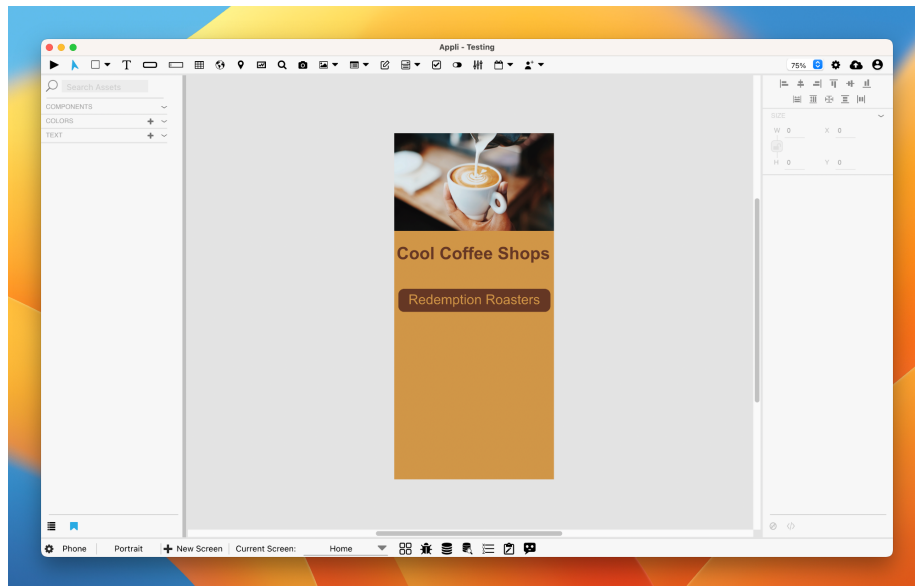 Appli - Testing
T
75%
Search Assets
COMPONENTS
COLORS
TEXT
SIZE
W 0 X 0
H 0 Y 0
Cool Coffee Shops
Redemption Roasters
Phone Portrait New Screen Current Screen: Home